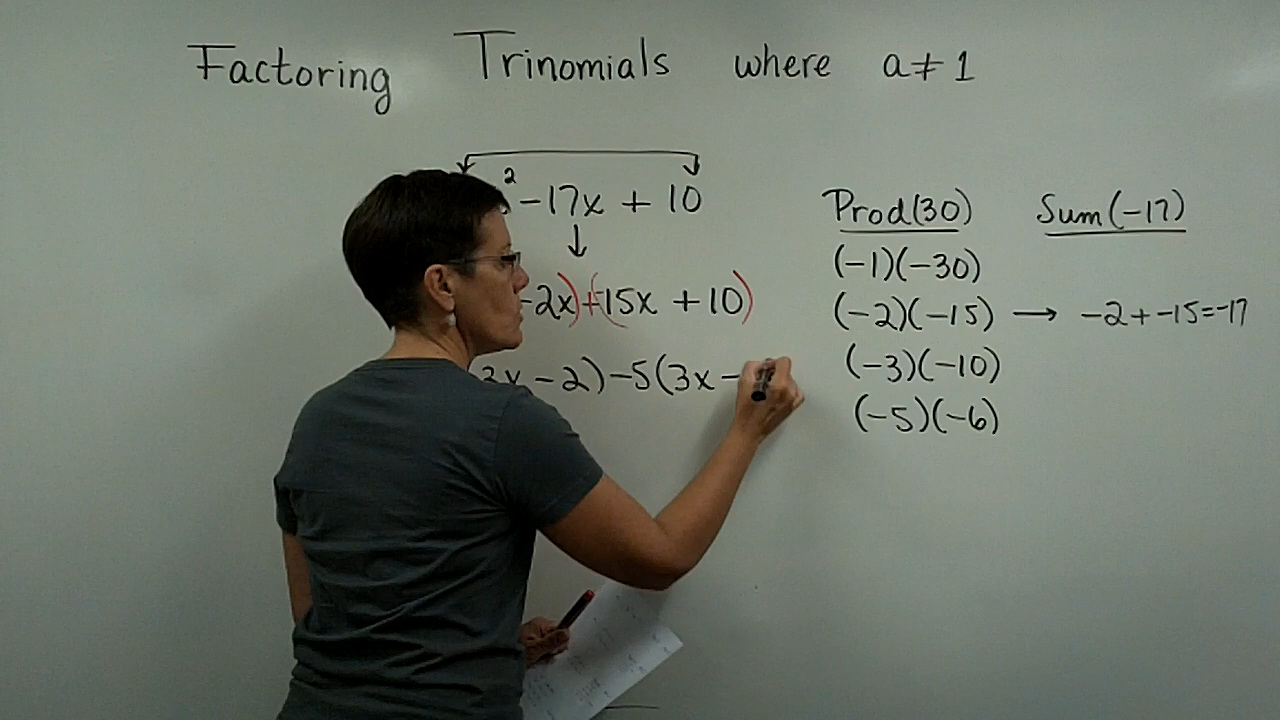 Factoring Trinomials where a ≠ 1
² -17x + 10
-2x)+(-15x + 10)
3x - 2) - 5(3x -
Prod(30) Sum(-17)
(-1)(-30)
(-2)(-15) → -2 + -15 = -17
(-3)(-10)
(-5)(-6)